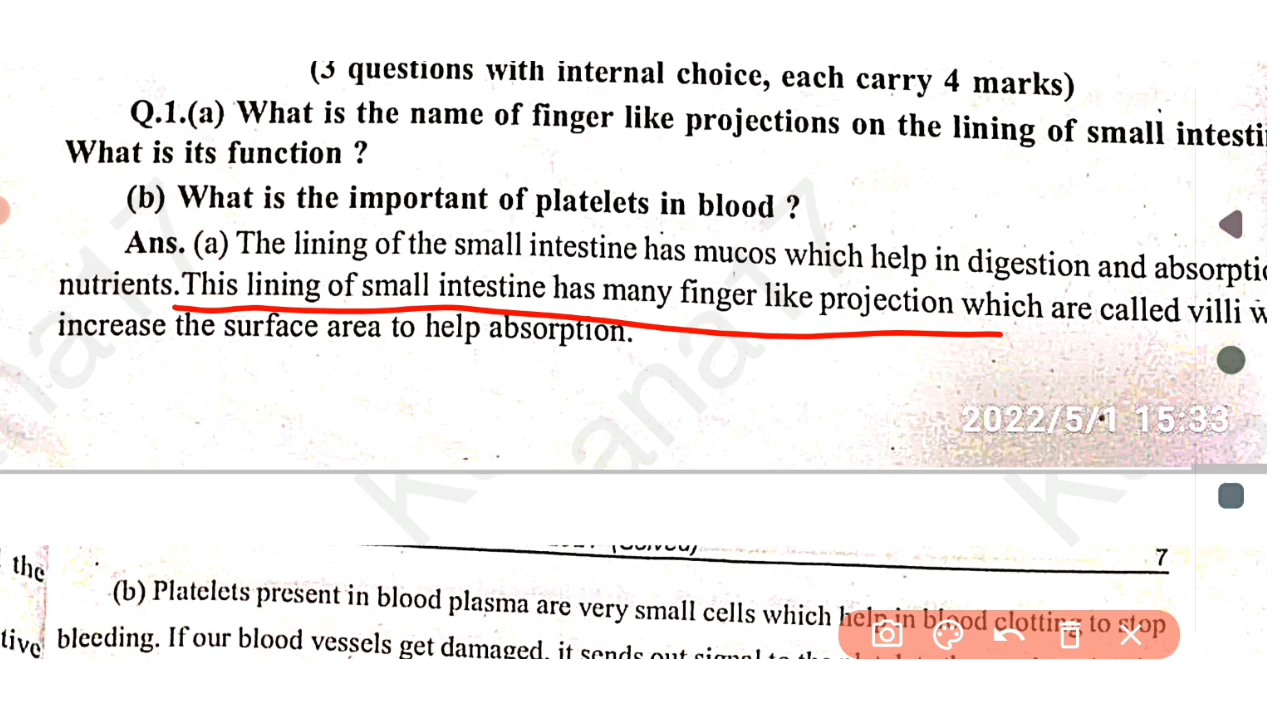 (3 questions with internal choice, each carry 4 marks)
Q.1.(a) What is the name of finger like projections on the lining of small intesti
What is its function ?
(b) What is the important of platelets in blood ?
Ans. (a) The lining of the small intestine has mucos which help in digestion and absorptio
nutrients.This lining of small intestine has many finger like projection which are called villi w
increase the surface area to help absorption.
2022/5/1 15:33
7
the
(b) Platelets present in blood plasma are very small cells which help in blood clotting to stop
tive bleeding. If our blood vessels get damaged, it sends out signal to the